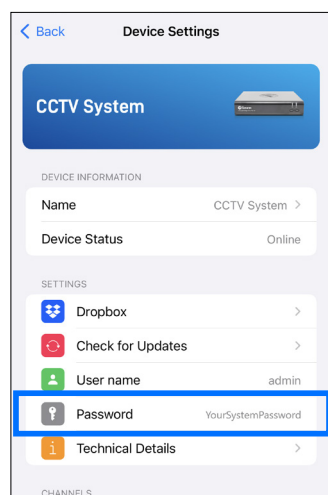 Back Device Settings
CCTV System
DEVICE INFORMATION
Name CCTV System
Device Status Online
SETTINGS
Dropbox
Check for Updates
User name admin
Password YourSystemPassword
Technical Details
CHANNELS